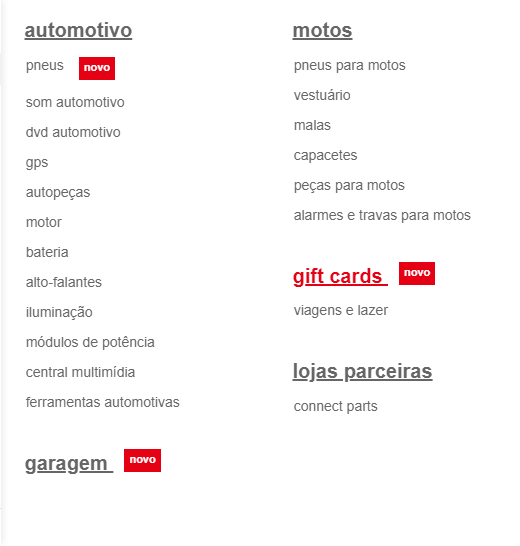 automotivo
pneus novo
som automotivo
dvd automotivo
gps
autopeças
motor
bateria
alto-falantes
iluminação
módulos de potência
central multimídia
ferramentas automotivas
garagem novo
motos
pneus para motos
vestuário
malas
capacetes
peças para motos
alarmes e travas para motos
gift cards novo
viagens e lazer
lojas parceiras
connect parts